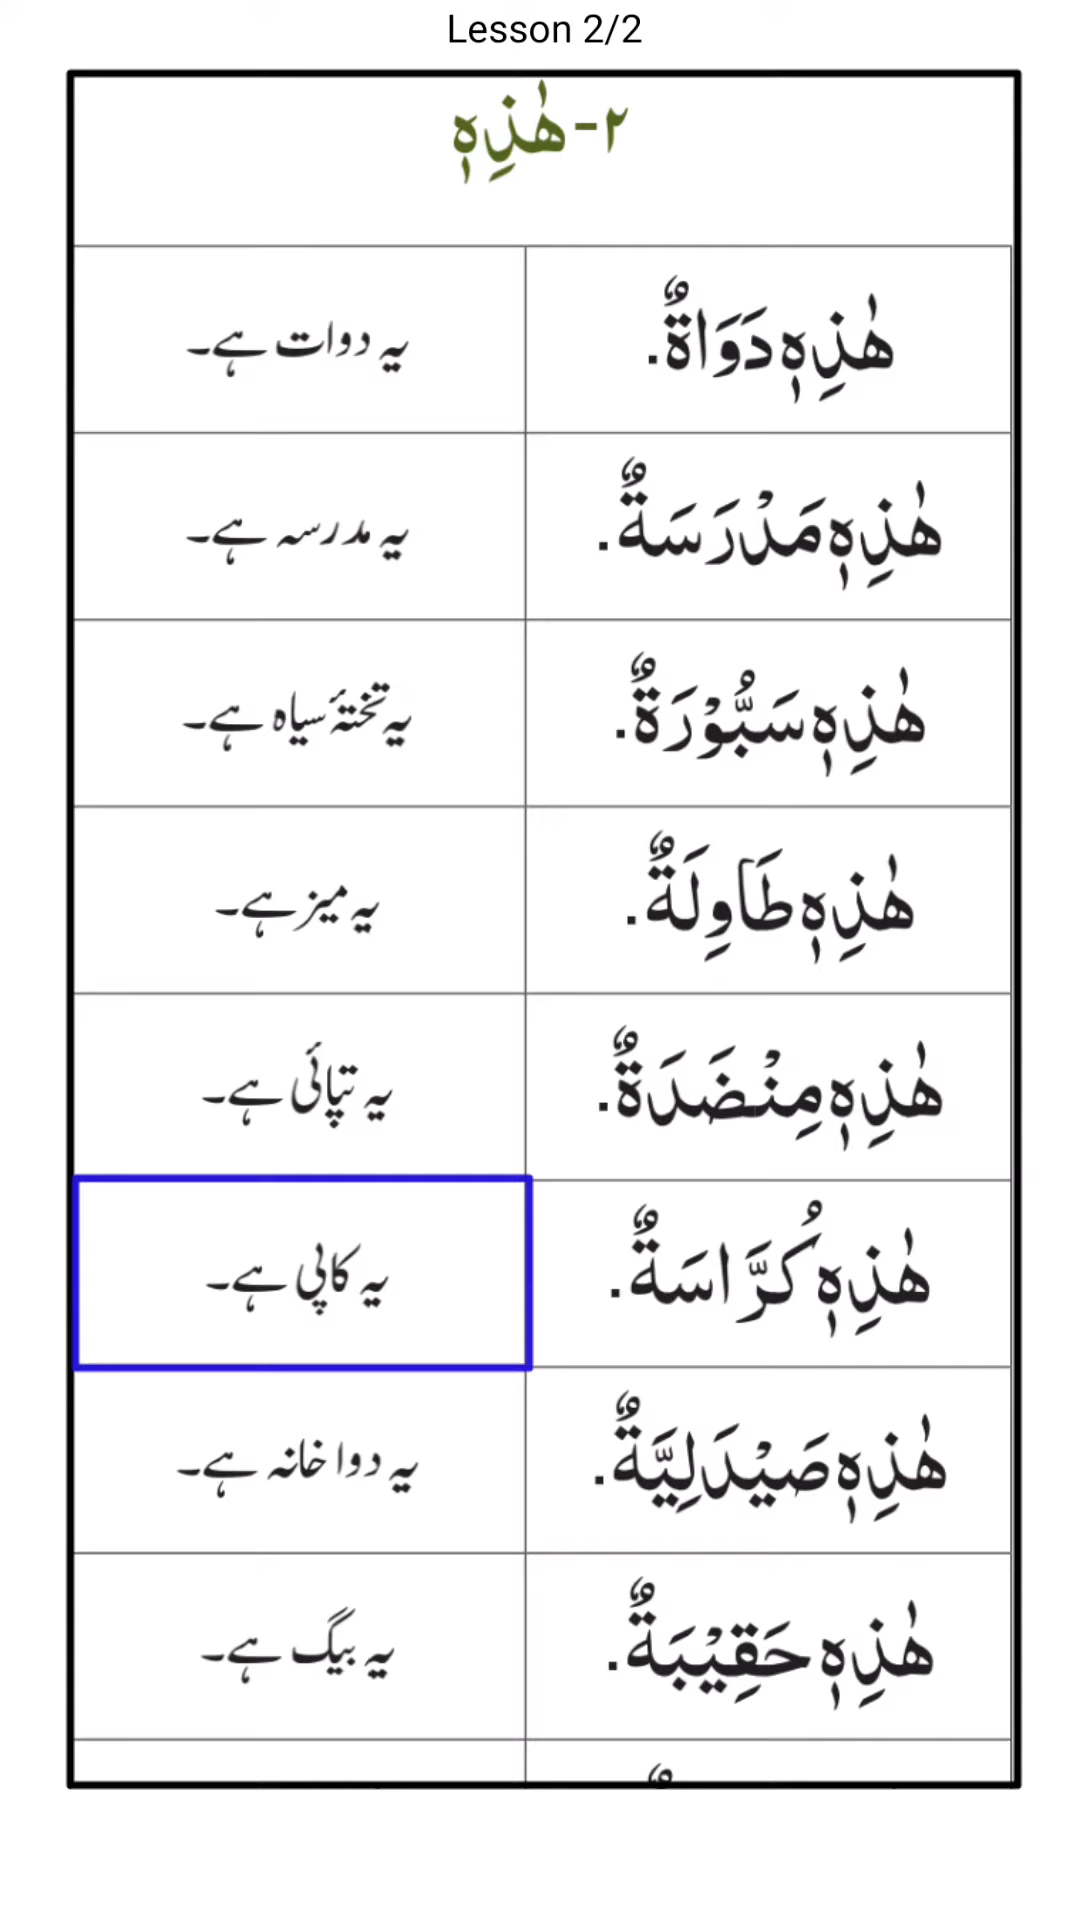 Lesson 2/2
۲-هٰذِہٖ
هٰذِہٖ دَوَاةٌ. یہ دوات ہے۔
هٰذِہٖ مَدْرَسَةٌ. یہ مدرسہ ہے۔
هٰذِہٖ سَبُّوْرَةٌ. یہ تختۂ سیاہ ہے۔
هٰذِہٖ طَاوِلَةٌ. یہ میز ہے۔
هٰذِہٖ مِنْضَدَةٌ. یہ تپائی ہے۔
هٰذِہٖ كُرَّاسَةٌ. یہ کاپی ہے۔
هٰذِہٖ صَيْدَلِيَّةٌ. یہ دوا خانہ ہے۔
هٰذِہٖ حَقِيْبَةٌ. یہ بیگ ہے۔